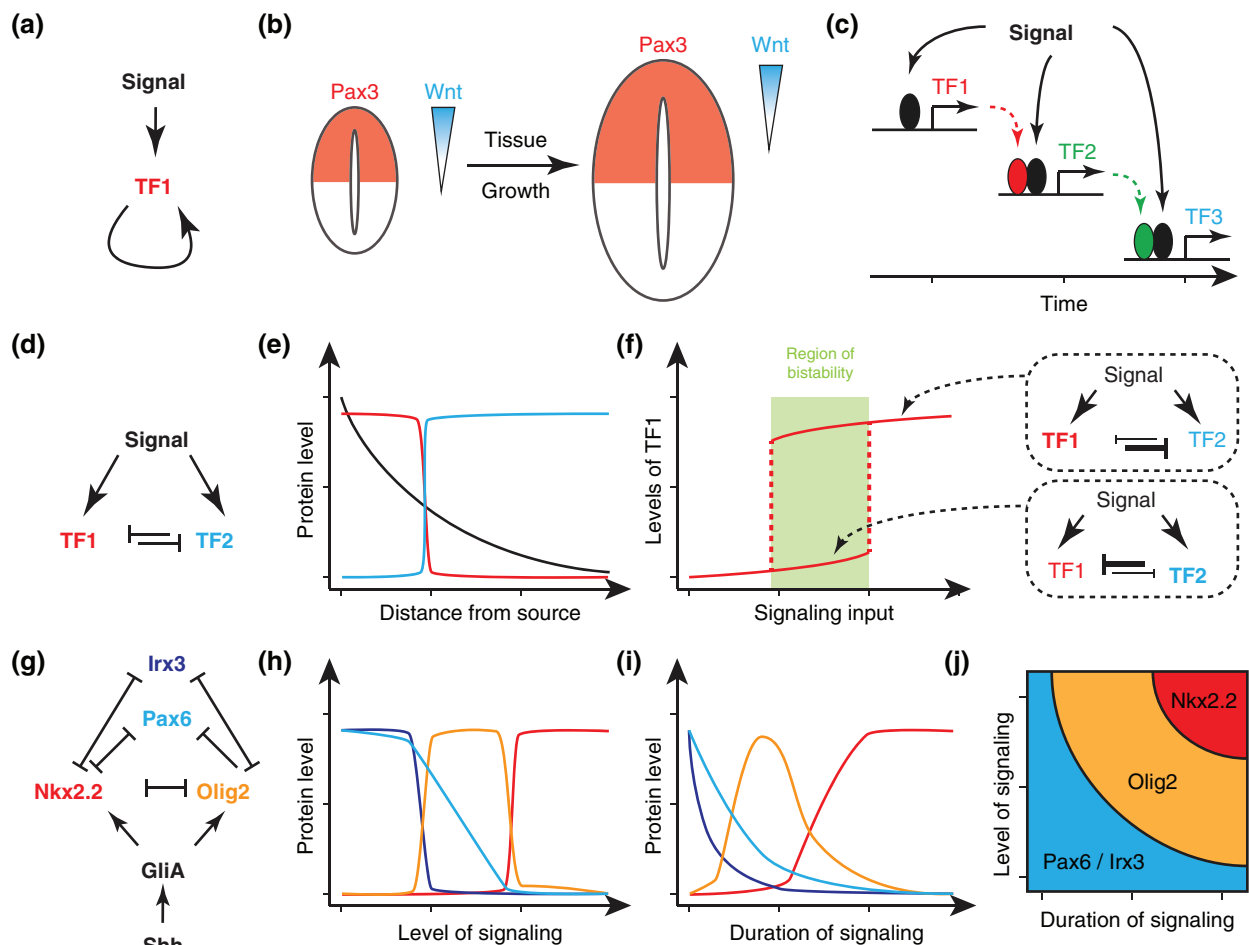 (a)
Signal
TF1
(b)
Pax3
Wnt
Tissue
Growth
Pax3
Wnt
(c)
Signal
TF1
TF2
TF3
Time
(d)
Signal
TF1
TF2
(e)
Protein level
Distance from source
(f)
Region of
bistability
Levels of TF1
Signaling input
Signal
TF1
TF2
Signal
TF1
TF2
(g)
Irx3
Pax6
Nkx2.2
Olig2
GliA
Shh
(h)
Protein level
Level of signaling
(i)
Protein level
Duration of signaling
(j)
Level of signaling
Nkx2.2
Olig2
Pax6 / Irx3
Duration of signaling